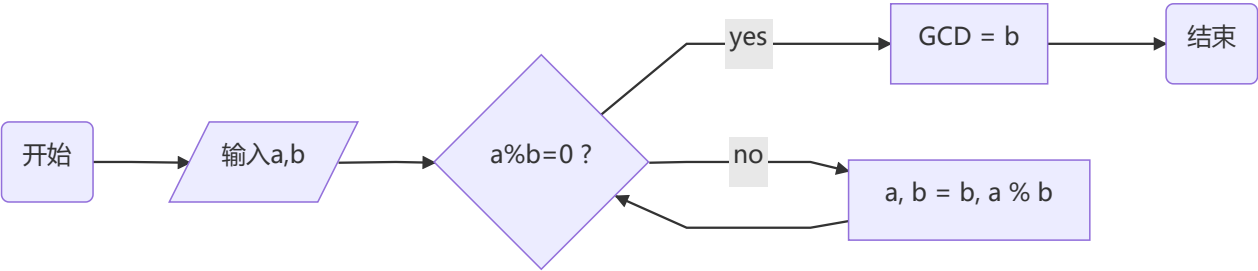 开始
输入a,b
a%b=0 ?
yes
GCD = b
结束
no
a, b = b, a % b